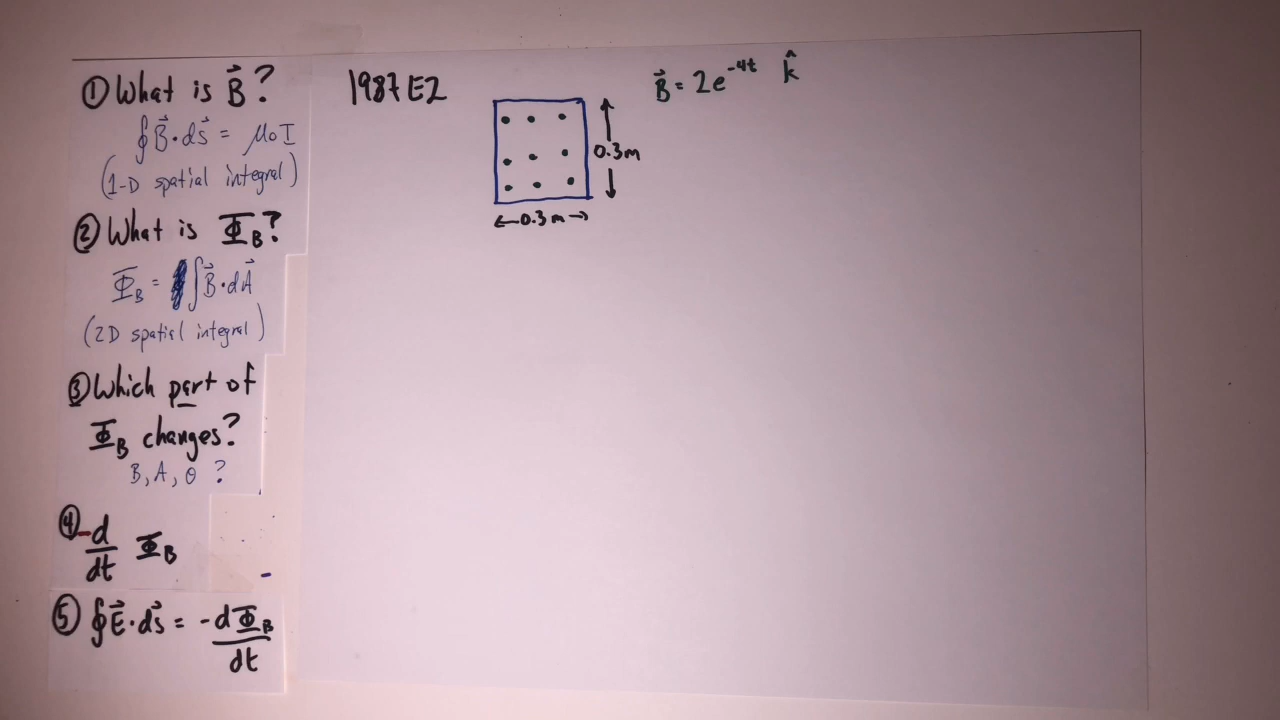 ① What is B⃗?
∮B⃗·ds⃗ = μ₀I
(1-D spatial integral)
② What is Φ_B?
Φ_B = ∫B⃗·dA⃗
(2D spatial integral)
③ Which part of
Φ_B changes?
B, A, θ ?
④ -d/dt Φ_B
⑤ ∮E⃗·ds⃗ = -dΦ_B/dt
1987 E2
B⃗ = 2e^-4t k̂
0.3m
0.3m